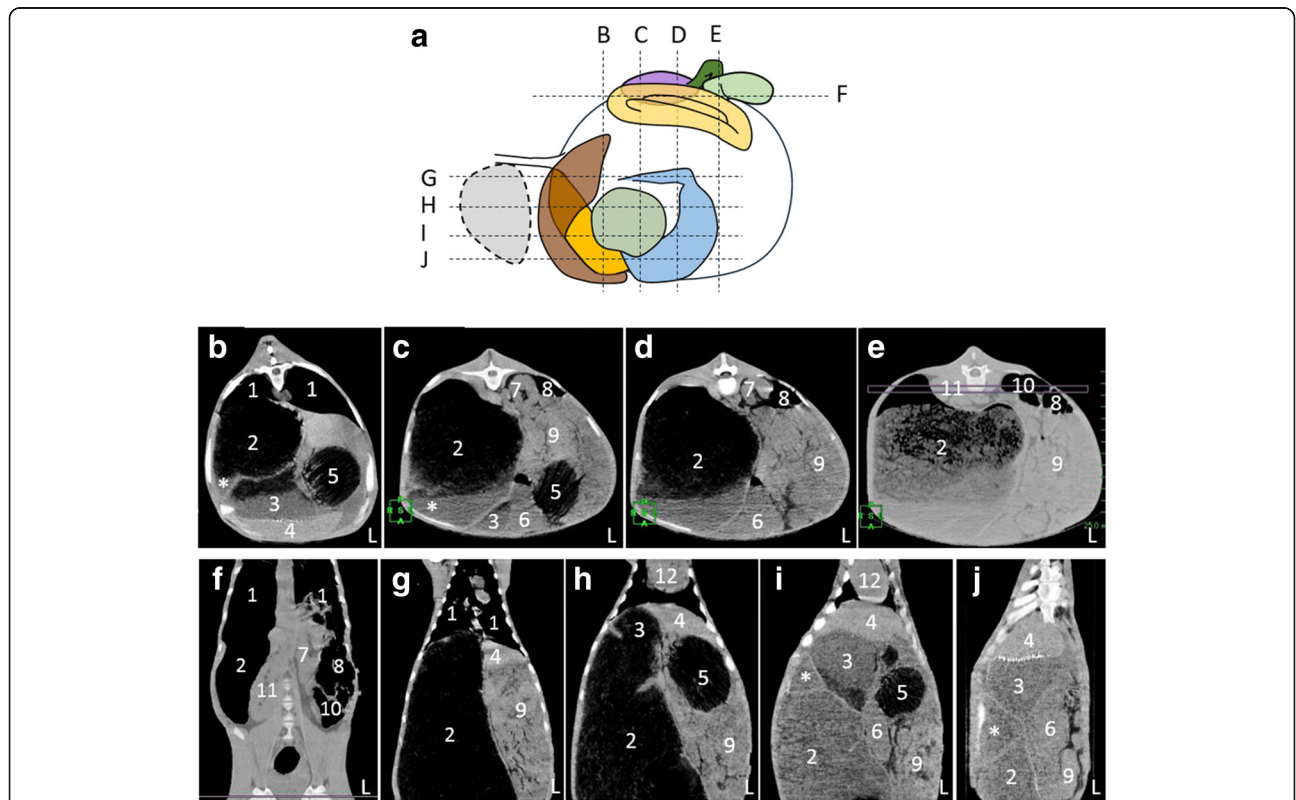 a
B C D E
F
G
H
I
J
b 1 1 2 5 * 3 4 L
c 7 8 9 2 5 * 3 6 L
d 7 8 2 9 6 L
e 11 10 8 2 9 L
f 1 1 7 2 8 11 10 L
g 1 1 4 9 2 L
h 12 3 4 5 2 9 L
i 12 4 3 * 5 6 2 9 L
j 4 3 * 6 2 9 L